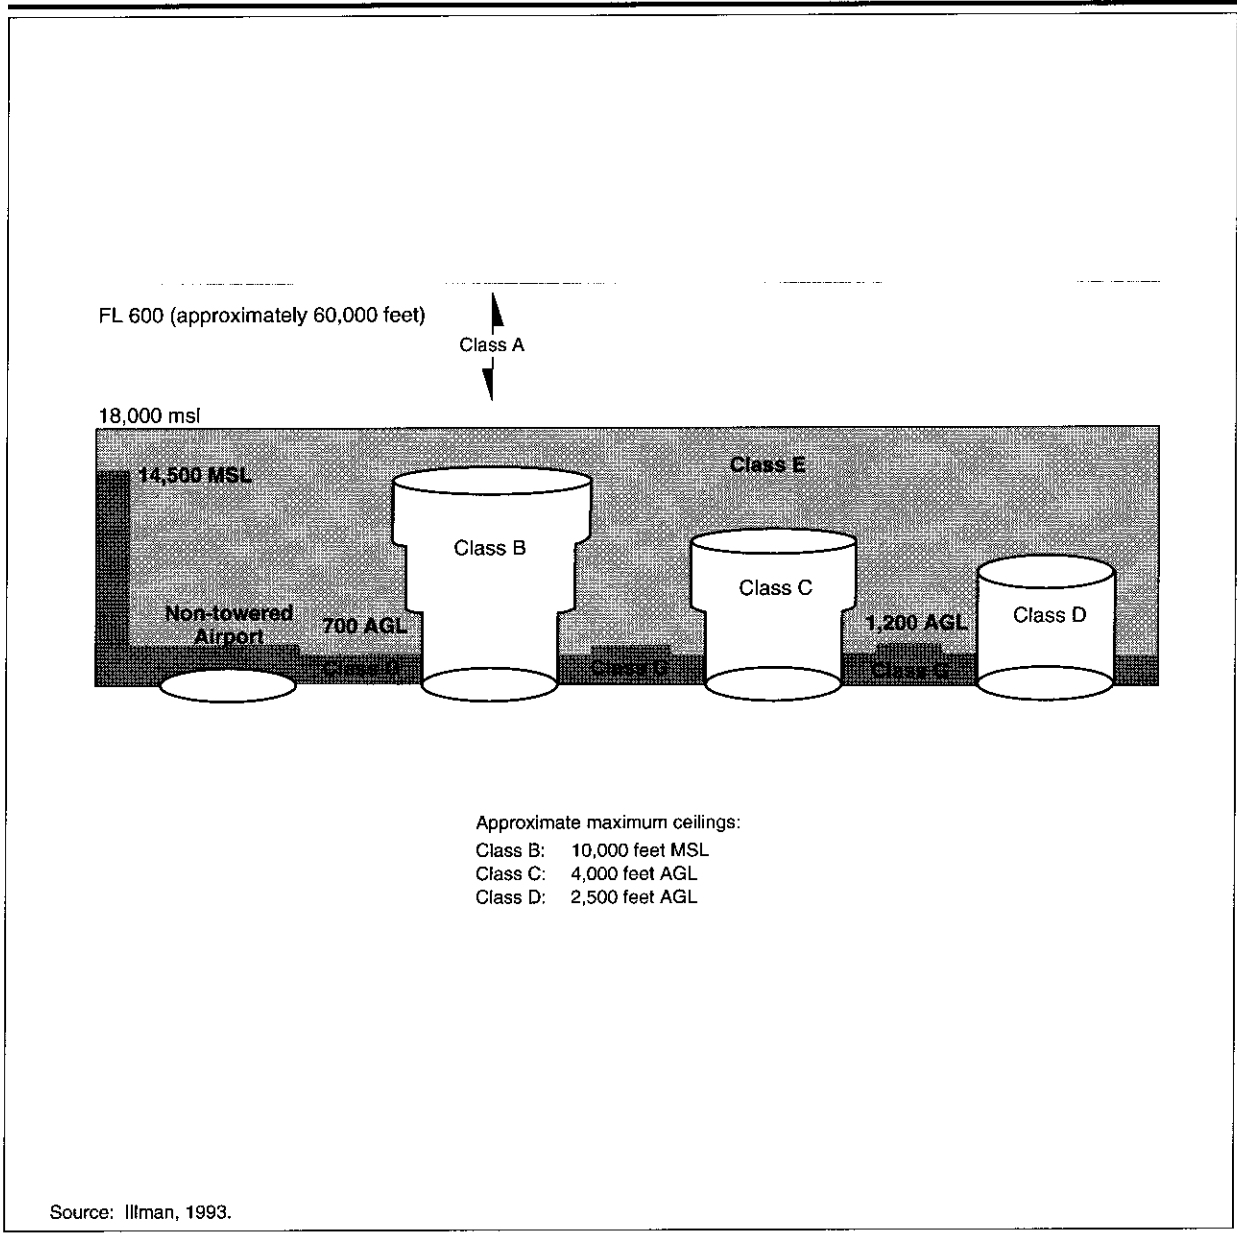 FL 600 (approximately 60,000 feet)
Class A
18,000 msl
14,500 MSL
Class E
Class B
Class C
Class D
Non-towered
Airport
700 AGL
1,200 AGL
Class G
Class G
Class G
Approximate maximum ceilings:
Class B: 10,000 feet MSL
Class C: 4,000 feet AGL
Class D: 2,500 feet AGL
Source: Illman, 1993.